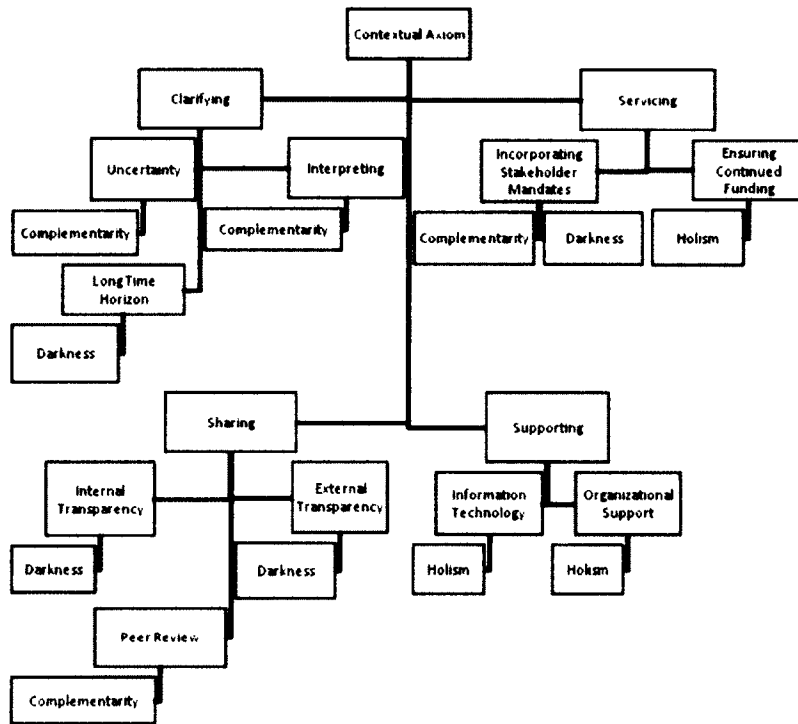 Contextual Axiom
Clarifying
Servicing
Uncertainty
Interpreting
Incorporating
Stakeholder
Mandates
Ensuring
Continued
Funding
Complementarity
Complementarity
Complementarity
Darkness
Holism
Long Time
Horizon
Darkness
Sharing
Supporting
Internal
Transparency
External
Transparency
Information
Technology
Organizational
Support
Darkness
Darkness
Holism
Holism
Peer Review
Complementarity